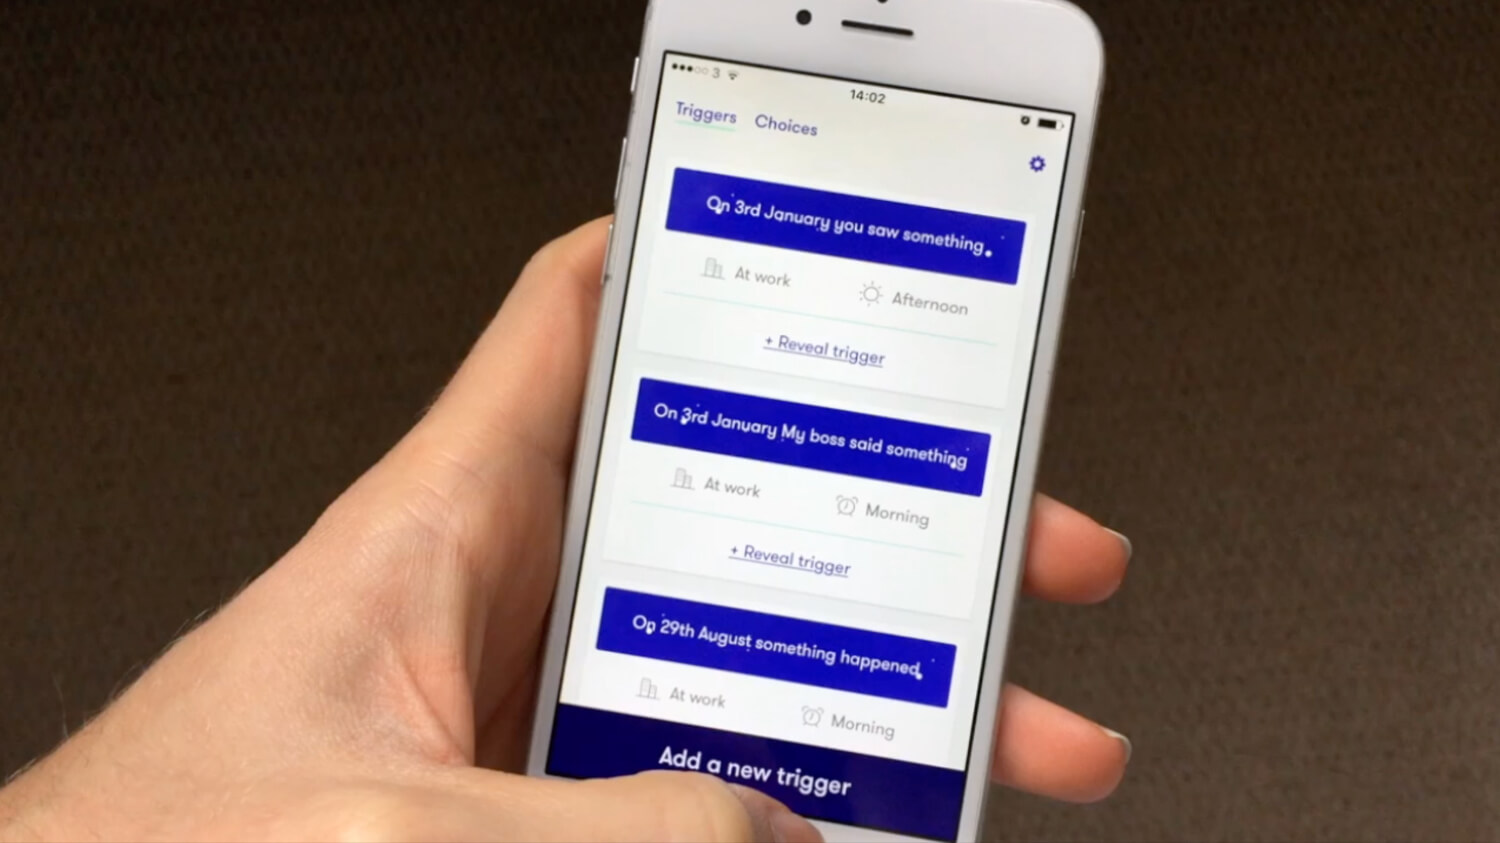 3
14:02
Triggers Choices
On 3rd January you saw something.
At work Afternoon
+ Reveal trigger
On 3rd January My boss said something
At work Morning
+ Reveal trigger
On 29th August something happened.
At work Morning
Add a new trigger